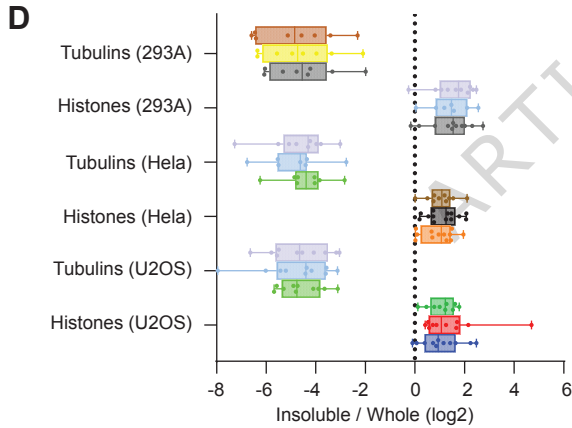 D
Tubulins (293A)
Histones (293A)
Tubulins (Hela)
Histones (Hela)
Tubulins (U2OS)
Histones (U2OS)
-8 -6 -4 -2 0 2 4 6
Insoluble / Whole (log2)
ARTI